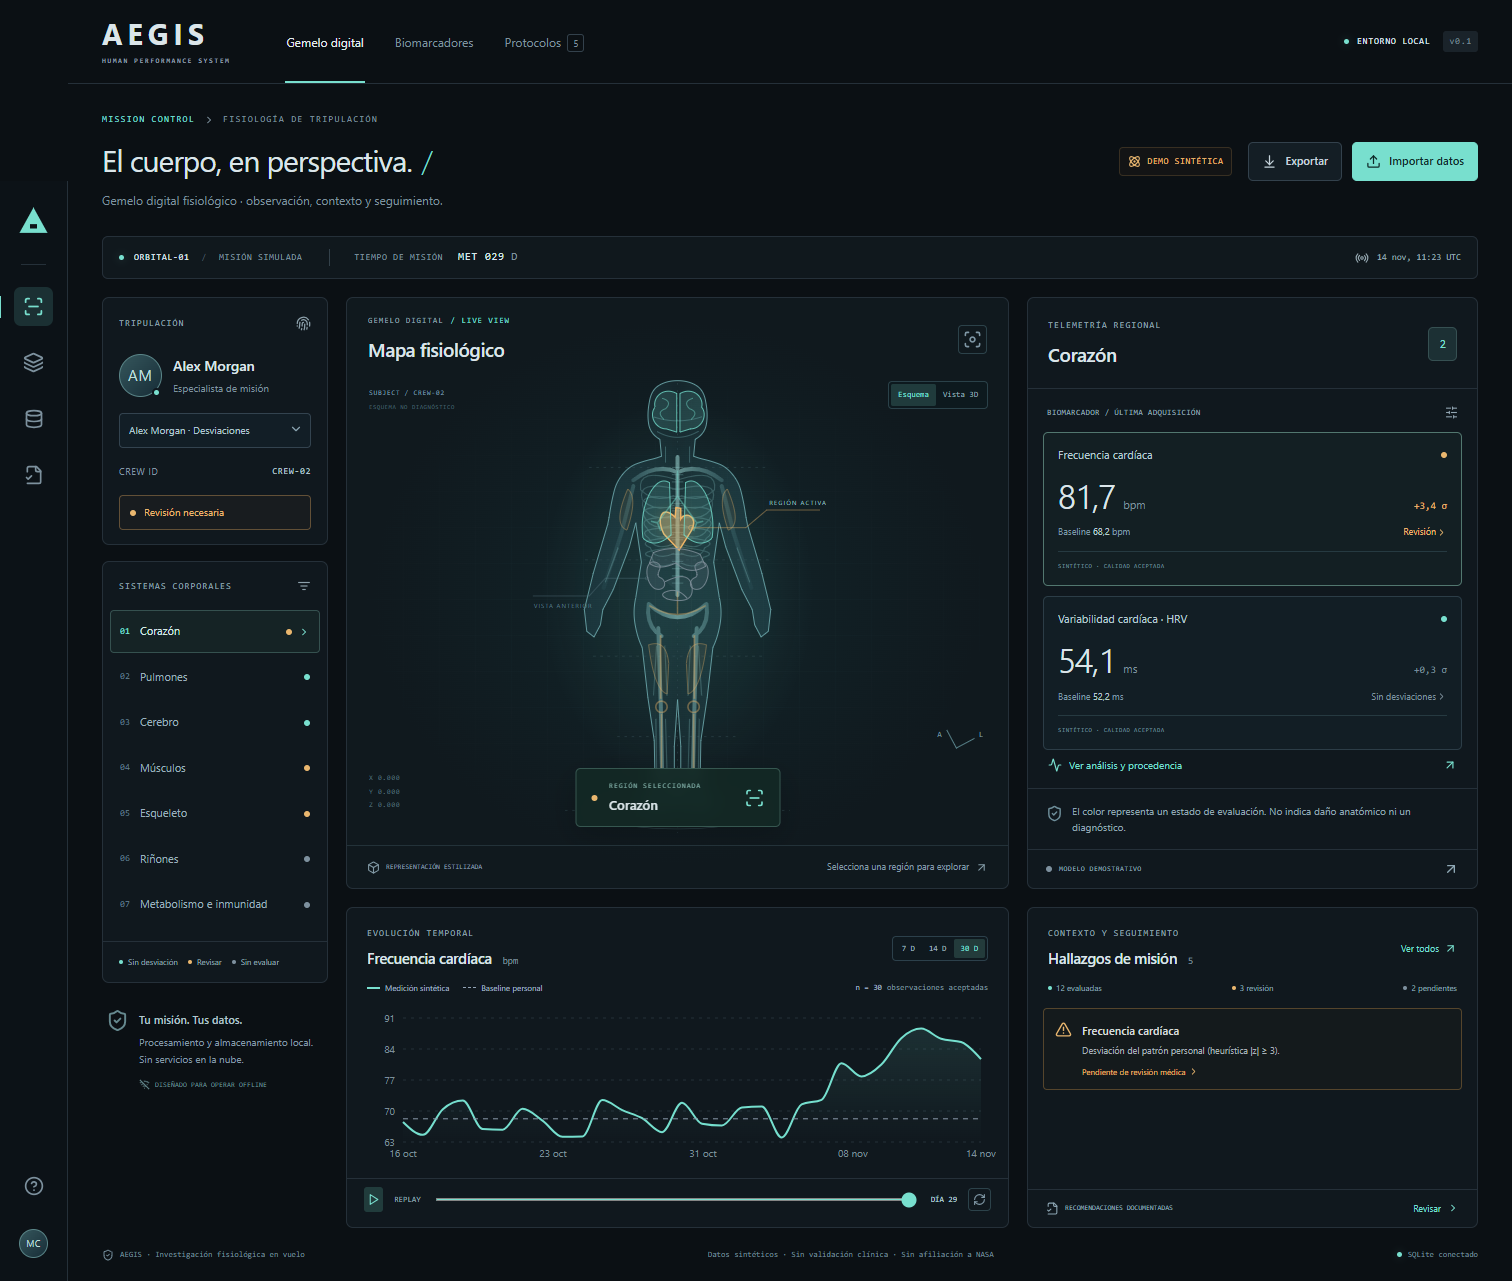 AEGIS
HUMAN PERFORMANCE SYSTEM
Gemelo digital
Biomarcadores
Protocolos 5
ENTORNO LOCAL v0.1
MISSION CONTROL > FISIOLOGÍA DE TRIPULACIÓN
El cuerpo, en perspectiva. /
Gemelo digital fisiológico · observación, contexto y seguimiento.
DEMO SINTÉTICA
Exportar
Importar datos
ORBITAL-01 / MISIÓN SIMULADA
TIEMPO DE MISIÓN MET 029 D
14 nov, 11:23 UTC
TRIPULACIÓN
AM
Alex Morgan
Especialista de misión
Alex Morgan · Desviaciones
CREW ID CREW-02
Revisión necesaria
SISTEMAS CORPORALES
01 Corazón
02 Pulmones
03 Cerebro
04 Músculos
05 Esqueleto
06 Riñones
07 Metabolismo e inmunidad
Sin desviación Revisar Sin evaluar
Tu misión. Tus datos.
Procesamiento y almacenamiento local.
Sin servicios en la nube.
DISEÑADO PARA OPERAR OFFLINE
MC
GEMELO DIGITAL / LIVE VIEW
Mapa fisiológico
SUBJECT / CREW-02
ESQUEMA NO DIAGNÓSTICO
Esquema Vista 3D
REGIÓN ACTIVA
VISTA ANTERIOR
A L
X 0.000
Y 0.000
Z 0.000
REGIÓN SELECCIONADA
Corazón
REPRESENTACIÓN ESTILIZADA
Selecciona una región para explorar
TELEMETRÍA REGIONAL
Corazón
2
BIOMARCADOR / ÚLTIMA ADQUISICIÓN
Frecuencia cardíaca
81,7 bpm
+3,4 σ
Baseline 68,2 bpm
Revisión >
SINTÉTICO · CALIDAD ACEPTADA
Variabilidad cardíaca · HRV
54,1 ms
+0,3 σ
Baseline 52,2 ms
Sin desviaciones >
SINTÉTICO · CALIDAD ACEPTADA
Ver análisis y procedencia
El color representa un estado de evaluación. No indica daño anatómico ni un
diagnóstico.
MODELO DEMOSTRATIVO
EVOLUCIÓN TEMPORAL
Frecuencia cardíaca bpm
7 D 14 D 30 D
Medición sintética
Baseline personal
n = 30 observaciones aceptadas
91
84
77
70
63
16 oct 23 oct 31 oct 08 nov 14 nov
REPLAY
DÍA 29
CONTEXTO Y SEGUIMIENTO
Hallazgos de misión 5
Ver todos
12 evaluadas 3 revisión 2 pendientes
Frecuencia cardíaca
Desviación del patrón personal (heurística |z| ≥ 3).
Pendiente de revisión médica >
RECOMENDACIONES DOCUMENTADAS
Revisar >
AEGIS · Investigación fisiológica en vuelo
Datos sintéticos · Sin validación clínica · Sin afiliación a NASA
SQLite conectado